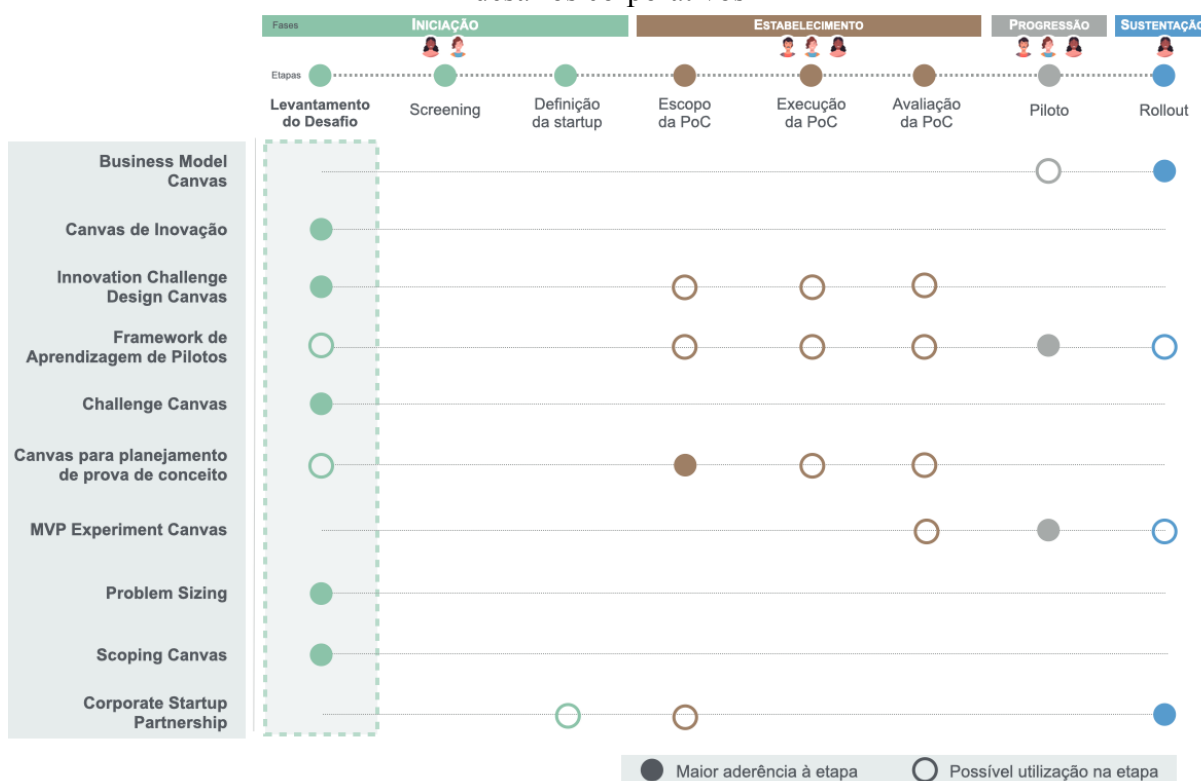 desafios corporativos
Fases INICIAÇÃO ESTABELECIMENTO PROGRESSÃO SUSTENTAÇÃO
Etapas
Levantamento
do Desafio
Screening
Definição
da startup
Escopo
da PoC
Execução
da PoC
Avaliação
da PoC
Piloto
Rollout
Business Model
Canvas
Canvas de Inovação
Innovation Challenge
Design Canvas
Framework de
Aprendizagem de Pilotos
Challenge Canvas
Canvas para planejamento
de prova de conceito
MVP Experiment Canvas
Problem Sizing
Scoping Canvas
Corporate Startup
Partnership
Maior aderência à etapa
Possível utilização na etapa